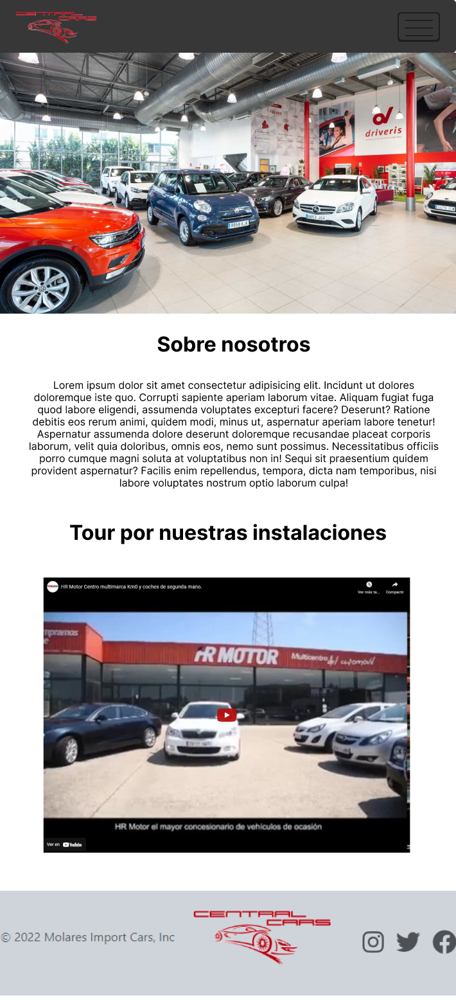 CENTRAL
CARS
+30.000
driveris
9958 KJK
9853 JGV
Sobre nosotros
Lorem ipsum dolor sit amet consectetur adipisicing elit. Incidunt ut dolores
doloremque iste quo. Corrupti sapiente aperiam laborum vitae. Aliquam fugiat fuga
quod labore eligendi, assumenda voluptates excepturi facere? Deserunt? Ratione
debitis eos rerum animi, quidem modi, minus ut, aspernatur aperiam labore tenetur!
Aspernatur assumenda dolore deserunt doloremque recusandae placeat corporis
laborum, velit quia doloribus, omnis eos, nemo sunt possimus. Necessitatibus officiis
porro cumque magni soluta at voluptatibus non in! Sequi sit praesentium quidem
provident aspernatur? Facilis enim repellendus, tempora, dicta nam temporibus, nisi
labore voluptates nostrum optio laborum culpa!
Tour por nuestras instalaciones
HR Motor Centro multimarca Km0 y coches de segunda mano.
Ver más ta...
Compartir
mpramos
HR MOTOR
Multicentro del automóvil
HR Motor el mayor concesionario de vehículos de ocasión
Ver en YouTube
CENTRAL
CARS
© 2022 Molares Import Cars, Inc